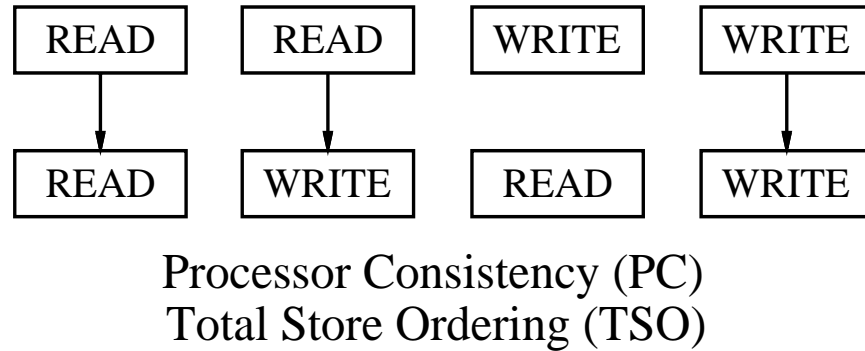 READ READ WRITE WRITE
READ WRITE READ WRITE
Processor Consistency (PC)
Total Store Ordering (TSO)